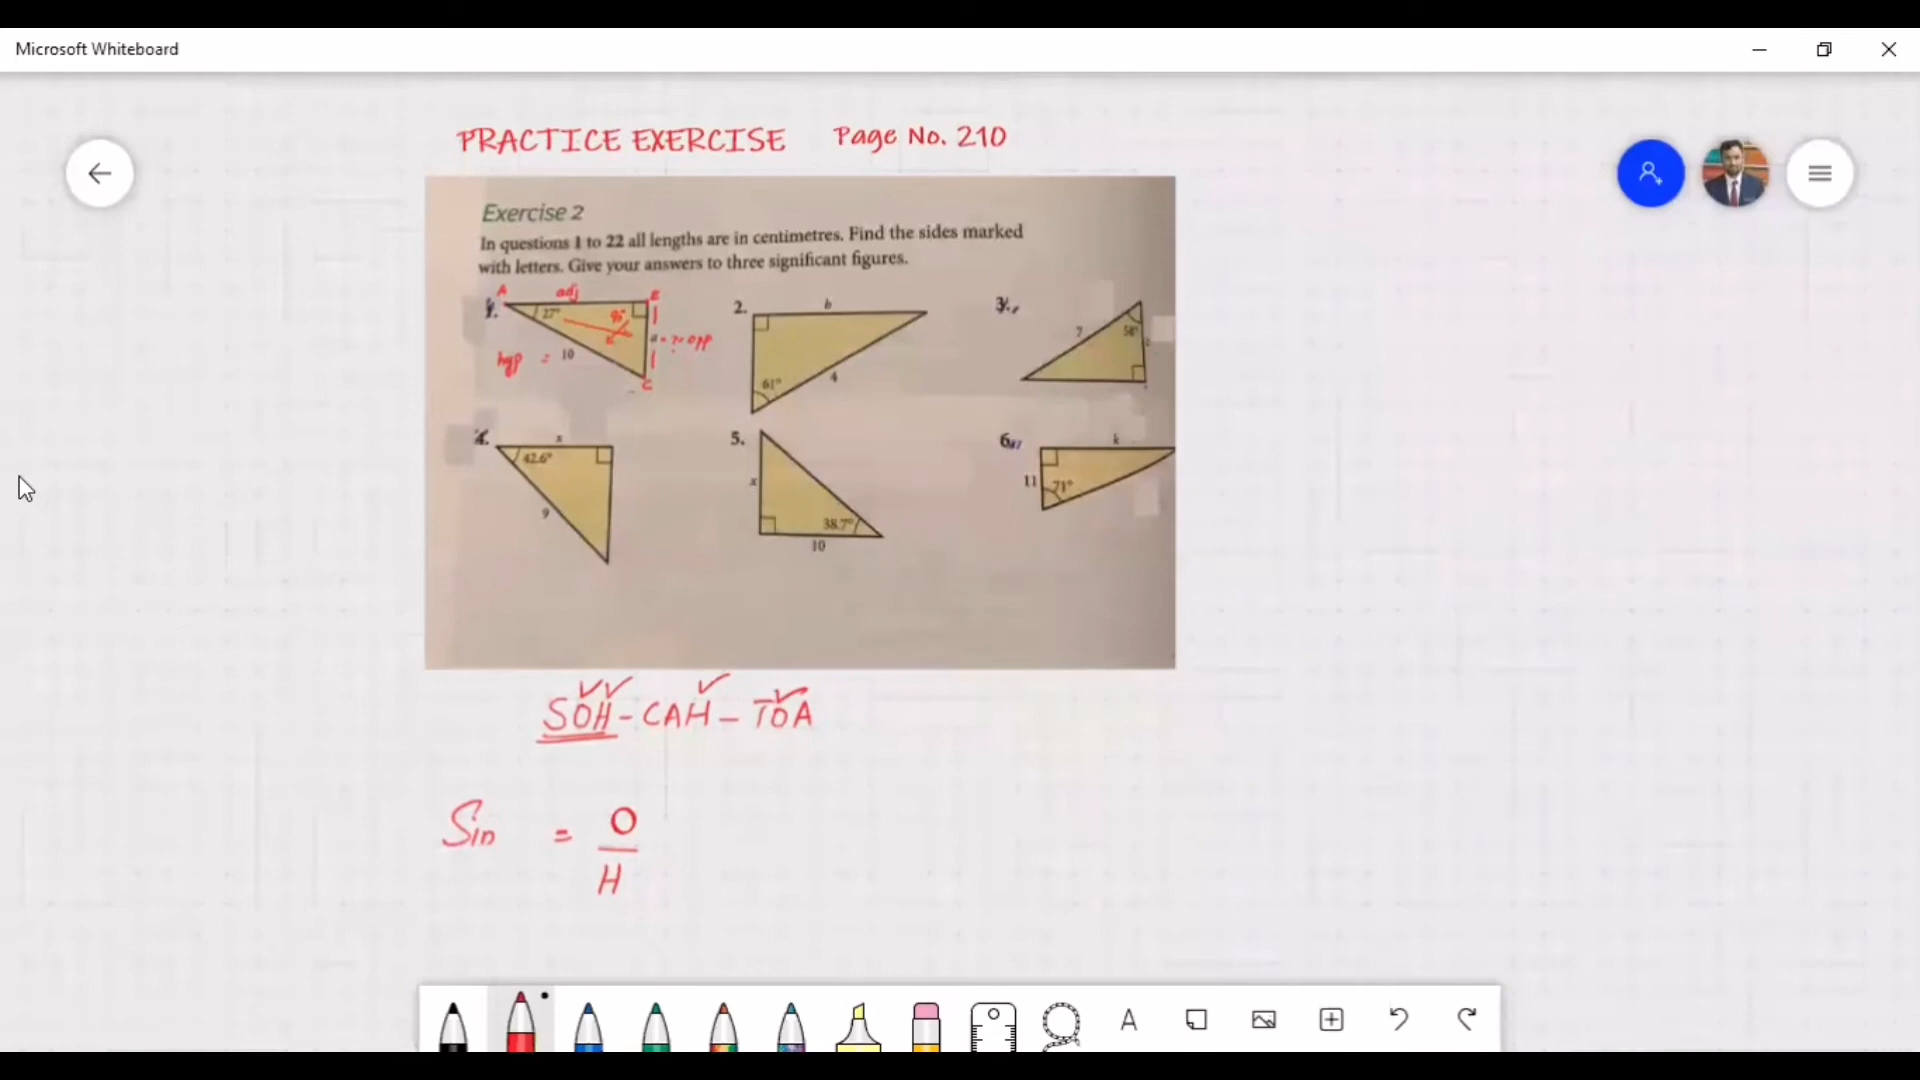 Microsoft Whiteboard
PRACTICE EXERCISE Page No. 210
Exercise 2
In questions 1 to 22 all lengths are in centimetres. Find the sides marked
with letters. Give your answers to three significant figures.
A adj
27°
hyp = 10
opp
C
2. b
61° 4
3.
7 58°
4. x
42.6°
9
5.
x
38.7°
10
6. k
11 71°
SOH - CAH - TOA
Sin = O
H
A